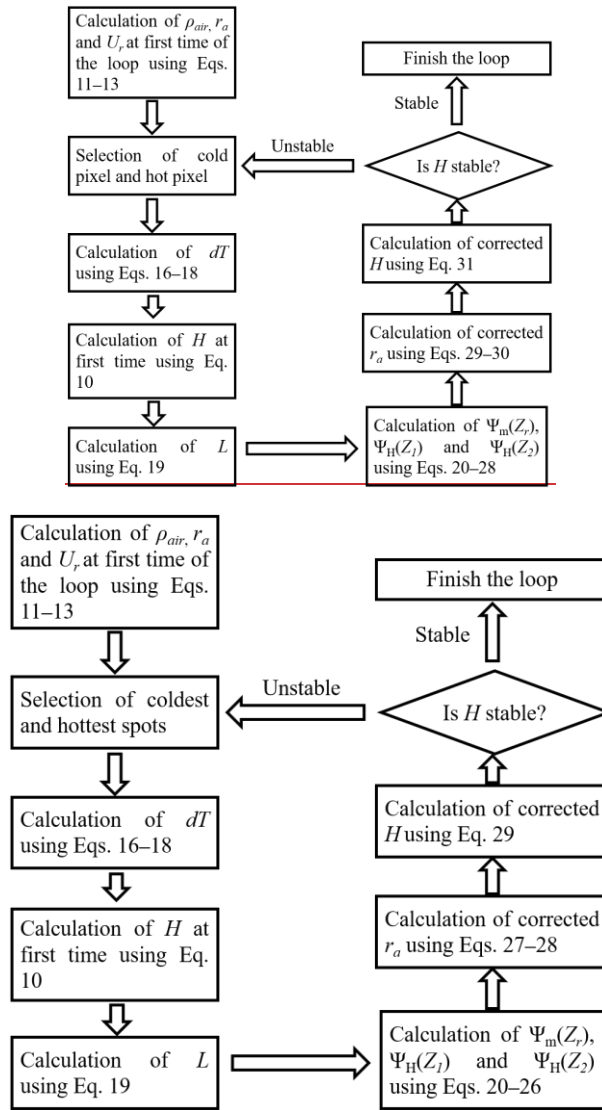 Calculation of ρair, ra
and Ur at first time of
the loop using Eqs.
11–13
Selection of cold
pixel and hot pixel
Calculation of dT
using Eqs. 16–18
Calculation of H at
first time using Eq.
10
Calculation of L
using Eq. 19
Calculation of Ψm(Zr),
ΨH(Z1) and ΨH(Z2)
using Eqs. 20–28
Calculation of corrected
ra using Eqs. 29–30
Calculation of corrected
H using Eq. 31
Is H stable?
Unstable
Stable
Finish the loop
Calculation of ρair, ra
and Ur at first time of
the loop using Eqs.
11–13
Selection of coldest
and hottest spots
Calculation of dT
using Eqs. 16–18
Calculation of H at
first time using Eq.
10
Calculation of L
using Eq. 19
Calculation of Ψm(Zr),
ΨH(Z1) and ΨH(Z2)
using Eqs. 20–26
Calculation of corrected
ra using Eqs. 27–28
Calculation of corrected
H using Eq. 29
Is H stable?
Unstable
Stable
Finish the loop